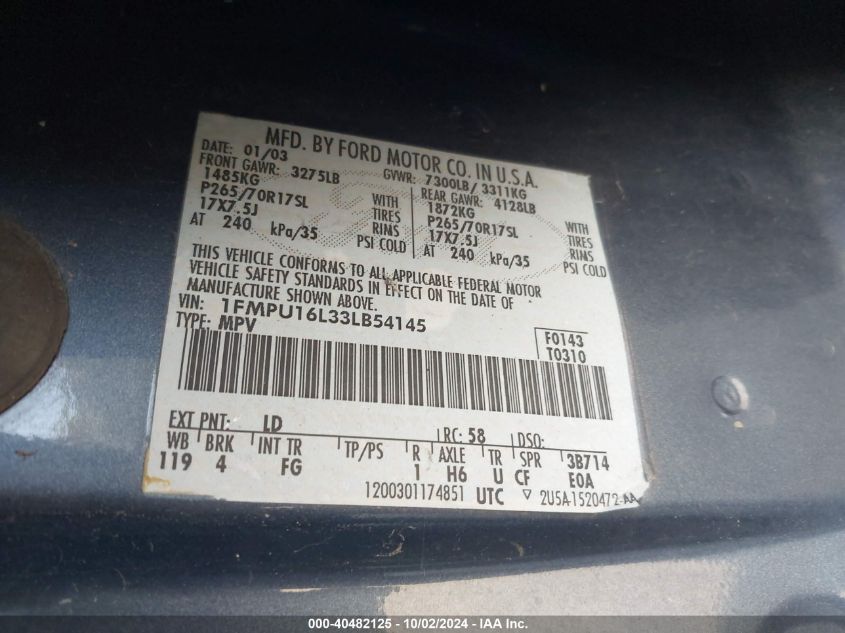 MFD. BY FORD MOTOR CO. IN U.S.A.
DATE: 01/03 GVWR: 7300LB/ 3311KG
FRONT GAWR: 3275LB REAR GAWR: 4128LB
1485KG WITH 1872KG WITH
P265/70R17SL TIRES P265/70R17SL TIRES
17X7.5J RIMS 17X7.5J RIMS
AT 240 kPa/35 PSI COLD AT 240 kPa/35 PSI COLD
THIS VEHICLE CONFORMS TO ALL APPLICABLE FEDERAL MOTOR
VEHICLE SAFETY STANDARDS IN EFFECT ON THE DATE OF
MANUFACTURE SHOWN ABOVE.
VIN: 1FMPU16L33LB54145
TYPE: MPV
F0143
T0310
EXT PNT: LD RC: 58 DSO:
WB BRK INT TR TP/PS R AXLE TR SPR 3B714
119 4 FG 1 H6 U CF E0A
1200301174851 UTC ▽ 2U5A-1520472-AA
000-40482125 - 10/02/2024 - IAA Inc.